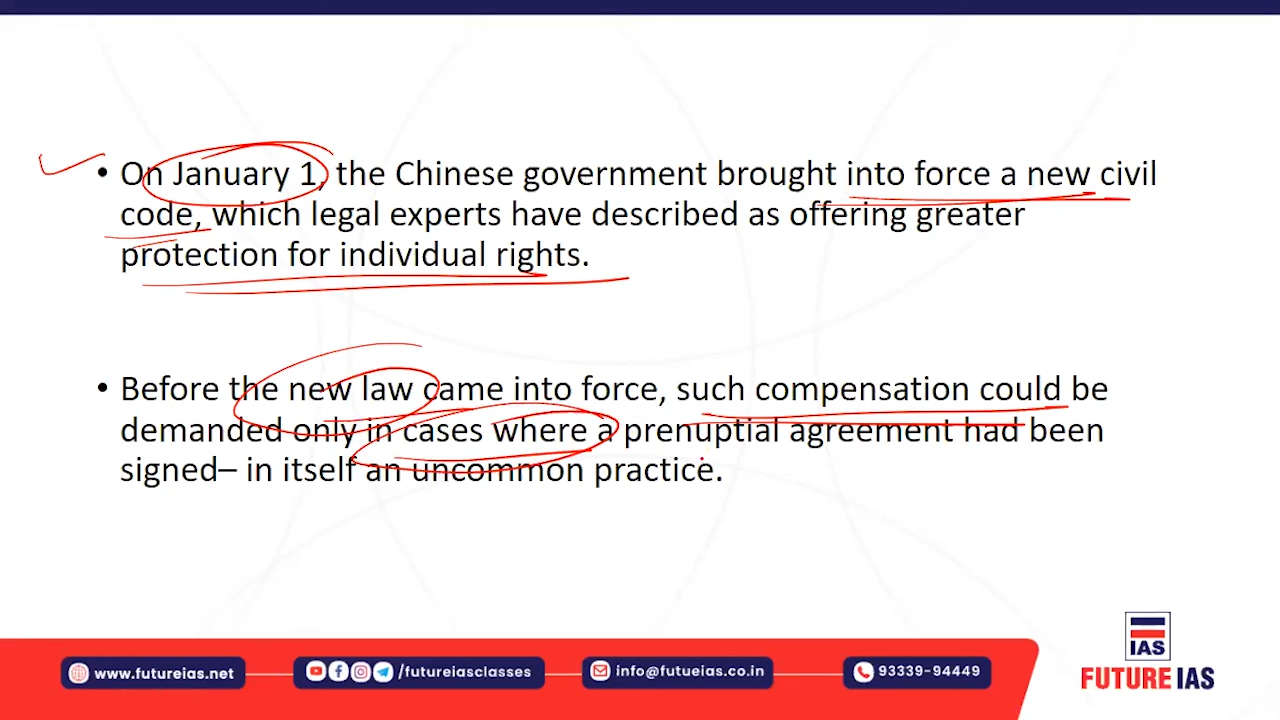 • On January 1, the Chinese government brought into force a new civil
code, which legal experts have described as offering greater
protection for individual rights.
• Before the new law came into force, such compensation could be
demanded only in cases where a prenuptial agreement had been
signed– in itself an uncommon practice.
IAS
FUTURE IAS
www.futureias.net
/futureiasclasses
info@futueias.co.in
93339-94449